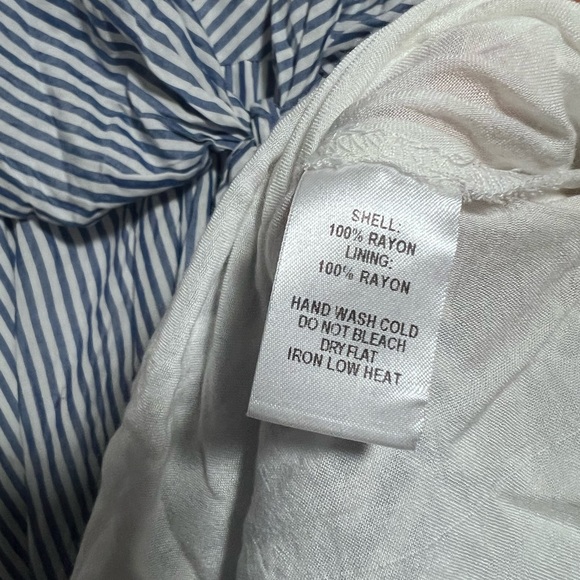 SHELL:
100% RAYON
LINING:
100% RAYON
HAND WASH COLD
DO NOT BLEACH
DRY FLAT
IRON LOW HEAT